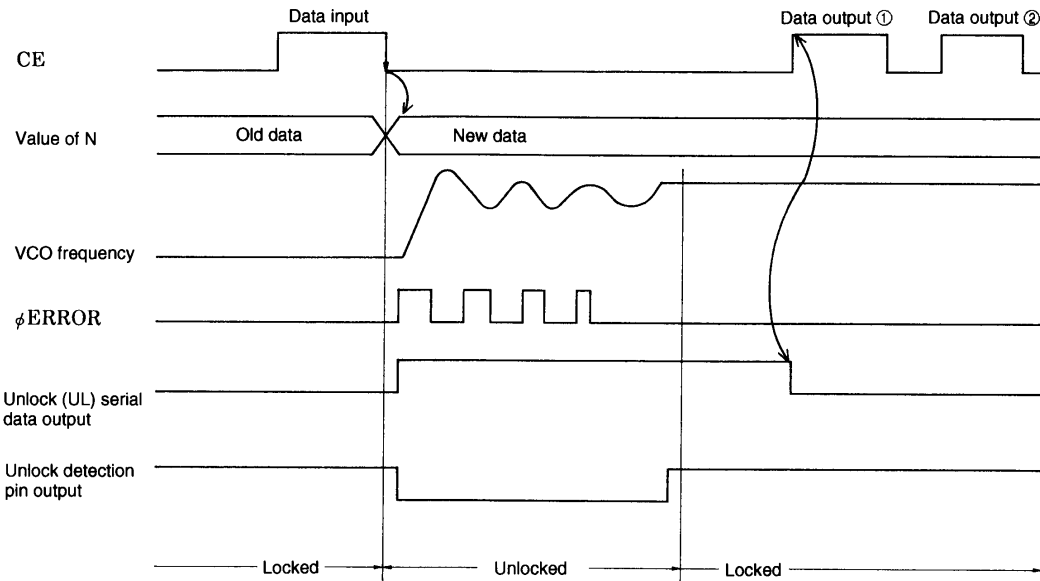 Data input
Data output ①
Data output ②
CE
Value of N
Old data
New data
VCO frequency
φERROR
Unlock (UL) serial
data output
Unlock detection
pin output
Locked
Unlocked
Locked